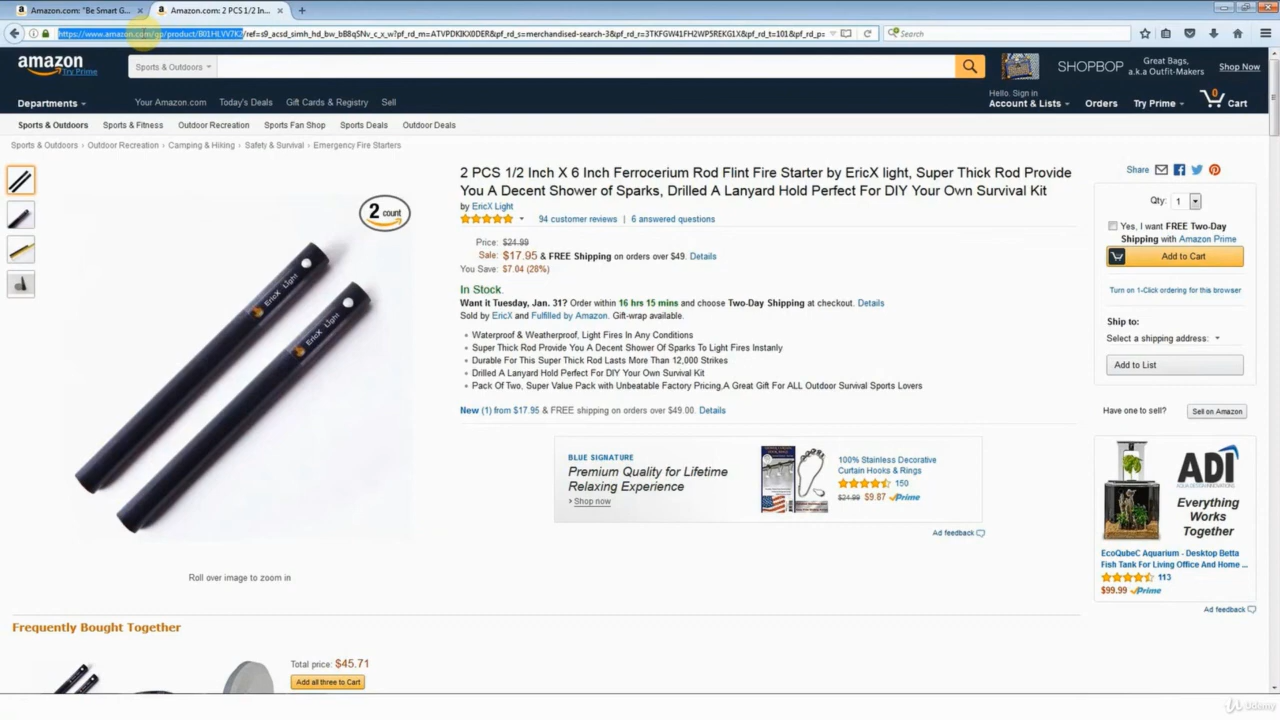 Amazon.com: "Be Smart G...
Amazon.com: 2 PCS 1/2 In...
https://www.amazon.com/gp/product/B01HLVV7K2/ref=s9_acsd_simh_hd_bw_bB8qSNv_c_x_w?pf_rd_m=ATVPDKIKX0DER&pf_rd_s=merchandised-search-3&pf_rd_r=3TKFGW41FH2WP5REKG1X&pf_rd_t=101&pf_rd_p=
Search
amazon
Try Prime
Sports & Outdoors
SHOPBOP
Great Bags,
a.k.a Outfit-Makers
Shop Now
Departments
Your Amazon.com
Today's Deals
Gift Cards & Registry
Sell
Hello. Sign in
Account & Lists
Orders
Try Prime
0
Cart
Sports & Outdoors
Sports & Fitness
Outdoor Recreation
Sports Fan Shop
Sports Deals
Outdoor Deals
Sports & Outdoors › Outdoor Recreation › Camping & Hiking › Safety & Survival › Emergency Fire Starters
2 count
EricX Light
EricX Light
Roll over image to zoom in
2 PCS 1/2 Inch X 6 Inch Ferrocerium Rod Flint Fire Starter by EricX light, Super Thick Rod Provide
You A Decent Shower of Sparks, Drilled A Lanyard Hold Perfect For DIY Your Own Survival Kit
by EricX Light
94 customer reviews | 6 answered questions
Price: $24.99
Sale: $17.95 & FREE Shipping on orders over $49. Details
You Save: $7.04 (28%)
In Stock.
Want it Tuesday, Jan. 31? Order within 16 hrs 15 mins and choose Two-Day Shipping at checkout. Details
Sold by EricX and Fulfilled by Amazon. Gift-wrap available.
• Waterproof & Weatherproof, Light Fires In Any Conditions
• Super Thick Rod Provide You A Decent Shower Of Sparks To Light Fires Instantly
• Durable For This Super Thick Rod Lasts More Than 12,000 Strikes
• Drilled A Lanyard Hold Perfect For DIY Your Own Survival Kit
• Pack Of Two, Super Value Pack with Unbeatable Factory Pricing,A Great Gift For ALL Outdoor Survival Sports Lovers
New (1) from $17.95 & FREE shipping on orders over $49.00. Details
BLUE SIGNATURE
Premium Quality for Lifetime
Relaxing Experience
› Shop now
100% Stainless Decorative
Curtain Hooks & Rings
150
$24.99 $9.87 Prime
Ad feedback
Share
Qty: 1
Yes, I want FREE Two-Day
Shipping with Amazon Prime
Add to Cart
Turn on 1-Click ordering for this browser
Ship to:
Select a shipping address:
Add to List
Have one to sell?
Sell on Amazon
ADI
AQUA DESIGN INNOVATIONS
Everything
Works
Together
EcoQubeC Aquarium - Desktop Betta
Fish Tank For Living Office And Home ...
113
$99.99 Prime
Ad feedback
Frequently Bought Together
Total price: $45.71
Add all three to Cart
Udemy